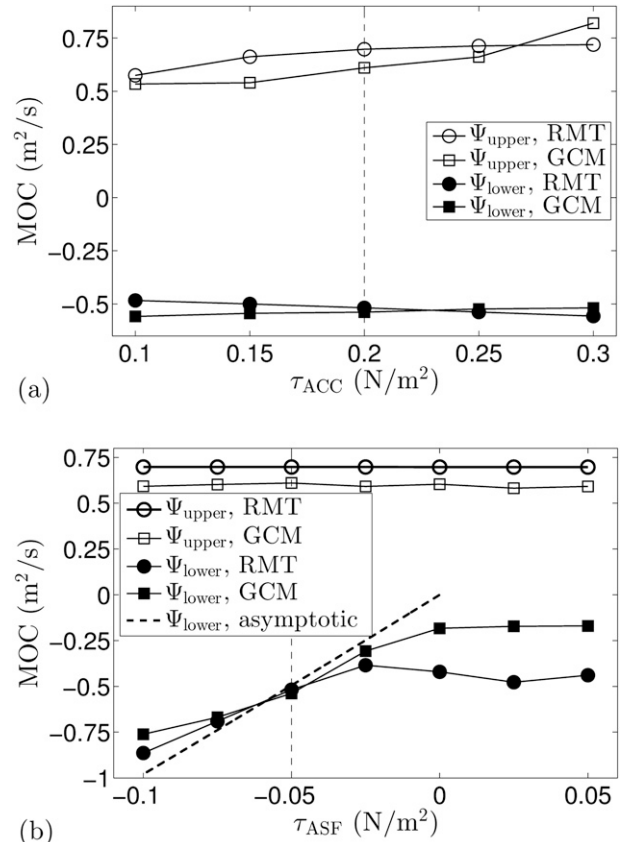 0.75
0.5
0.25
0
−0.25
−0.5
MOC (m²/s)
Ψupper, RMT
Ψupper, GCM
Ψlower, RMT
Ψlower, GCM
0.1 0.15 0.2 0.25 0.3
τACC (N/m²)
(a)
0.75
0.5
0.25
0
−0.25
−0.5
−0.75
−1
MOC (m²/s)
Ψupper, RMT
Ψupper, GCM
Ψlower, RMT
Ψlower, GCM
Ψlower, asymptotic
−0.1 −0.05 0 0.05
τASF (N/m²)
(b)